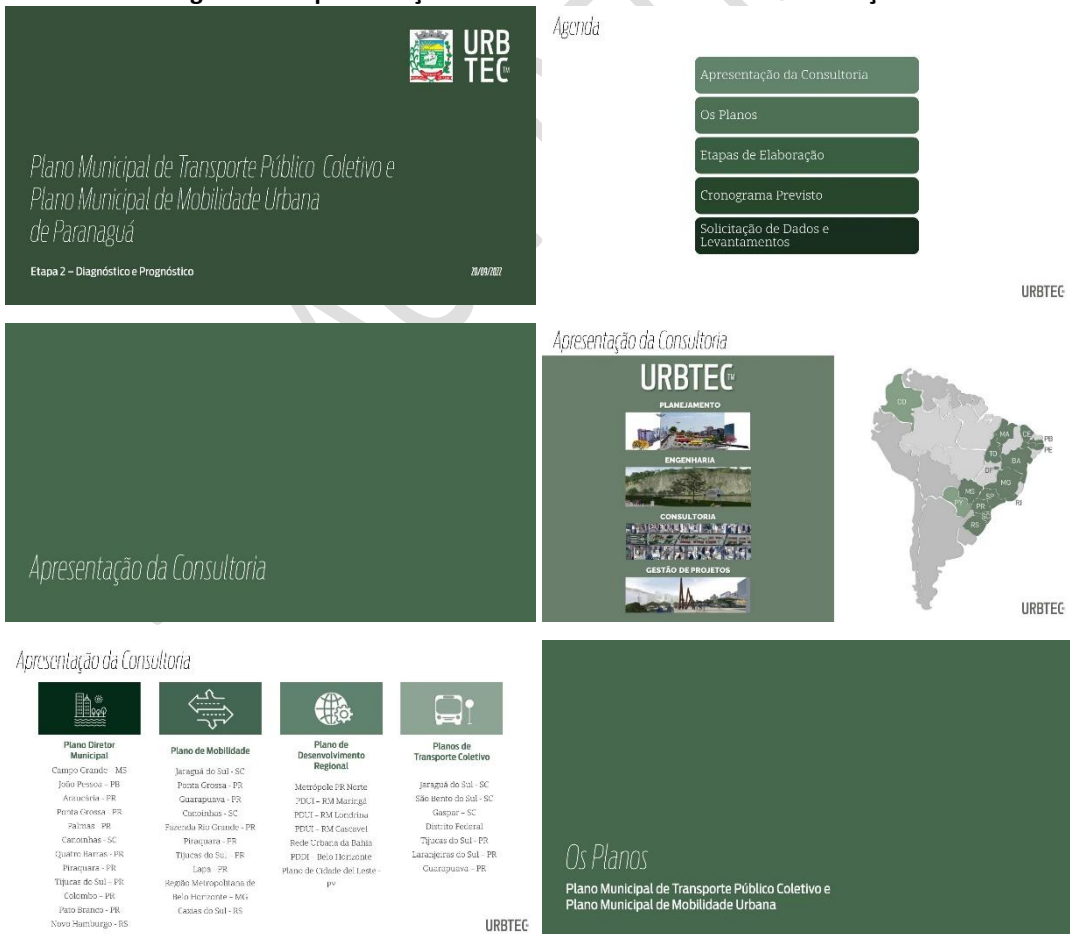 URB
TEC
Plano Municipal de Transporte Público Coletivo e
Plano Municipal de Mobilidade Urbana
de Paranaguá
Etapa 2 – Diagnóstico e Prognóstico
Agenda
Apresentação da Consultoria
Os Planos
Etapas de Elaboração
Cronograma Previsto
Solicitação de Dados e
Levantamentos
URBTEC
Apresentação da Consultoria
Apresentação da Consultoria
URBTEC TM
PLANEJAMENTO
ENGENHARIA
CONSULTORIA
GESTÃO DE PROJETOS
CO
MA
CE
PB
PE
TO
BA
DF
MG
MS
SP
RJ
PY
PR
SC
RS
URBTEC
Apresentação da Consultoria
Plano Diretor
Municipal
Campo Grande - MS
João Pessoa – PB
Araucária - PR
Ponta Grossa - PR
Palmas - PR
Canoinhas - SC
Quatro Barras - PR
Piraquara - PR
Tijucas do Sul – PR
Colombo – PR
Pato Branco - PR
Novo Hamburgo - RS
Plano de Mobilidade
Jaraguá do Sul - SC
Ponta Grossa - PR
Guarapuava - PR
Canoinhas - SC
Fazenda Rio Grande - PR
Piraquara - PR
Tijucas do Sul - PR
Lapa - PR
Região Metropolitana de
Belo Horizonte – MG
Caxias do Sul - RS
Plano de
Desenvolvimento
Regional
Metrópole PR Norte
PDUI – RM Maringá
PDUI – RM Londrina
PDUI – RM Cascavel
Rede Urbana da Bahia
PDDI - Belo Horizonte
Plano de Cidade del Leste -
PY
Planos de
Transporte Coletivo
Jaraguá do Sul - SC
São Bento do Sul - SC
Gaspar – SC
Distrito Federal
Tijucas do Sul - PR
Laranjeiras do Sul – PR
Guarapuava – PR
URBTEC
Os Planos
Plano Municipal de Transporte Público Coletivo e
Plano Municipal de Mobilidade Urbana